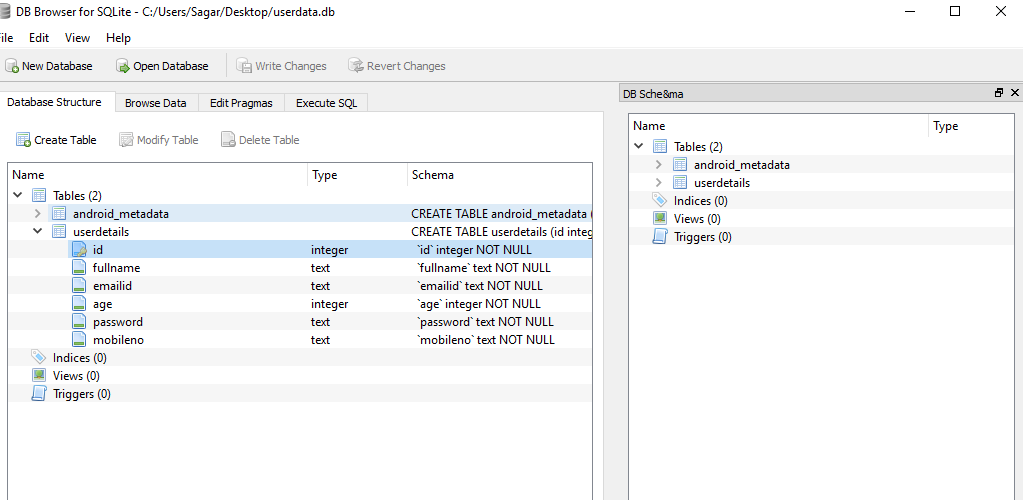 DB Browser for SQLite - C:/Users/Sagar/Desktop/userdata.db
File Edit View Help
New Database Open Database Write Changes Revert Changes
Database Structure Browse Data Edit Pragmas Execute SQL
Create Table Modify Table Delete Table
Name Type Schema
Tables (2)
android_metadata CREATE TABLE android_metadata (
userdetails CREATE TABLE userdetails (id integ
id integer `id` integer NOT NULL
fullname text `fullname` text NOT NULL
emailid text `emailid` text NOT NULL
age integer `age` integer NOT NULL
password text `password` text NOT NULL
mobileno text `mobileno` text NOT NULL
Indices (0)
Views (0)
Triggers (0)
DB Sche&ma
Name Type
Tables (2)
android_metadata
userdetails
Indices (0)
Views (0)
Triggers (0)